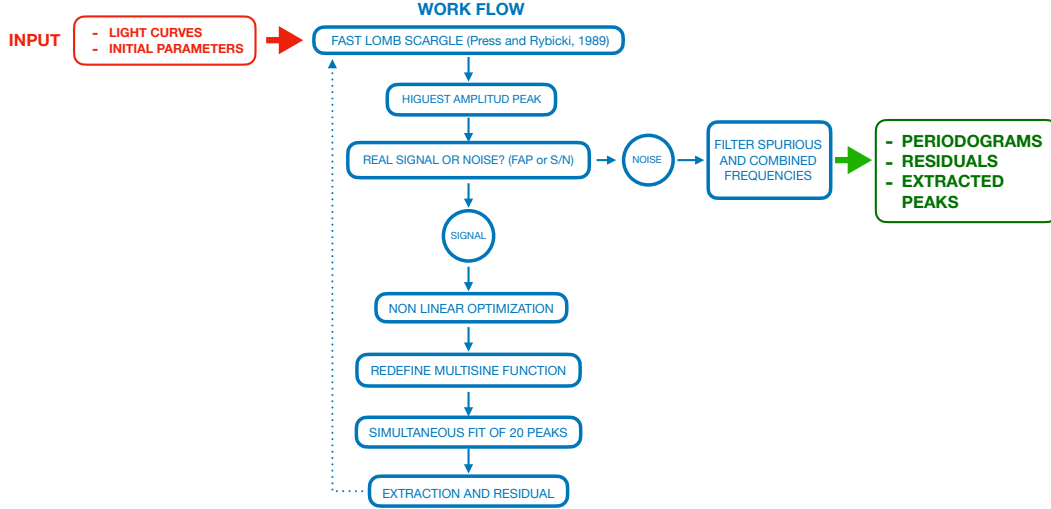 WORK FLOW
INPUT
- LIGHT CURVES
- INITIAL PARAMETERS
FAST LOMB SCARGLE (Press and Rybicki, 1989)
HIGUEST AMPLITUD PEAK
REAL SIGNAL OR NOISE? (FAP or S/N)
NOISE
FILTER SPURIOUS
AND COMBINED
FREQUENCIES
- PERIODOGRAMS
- RESIDUALS
- EXTRACTED
PEAKS
SIGNAL
NON LINEAR OPTIMIZATION
REDEFINE MULTISINE FUNCTION
SIMULTANEOUS FIT OF 20 PEAKS
EXTRACTION AND RESIDUAL